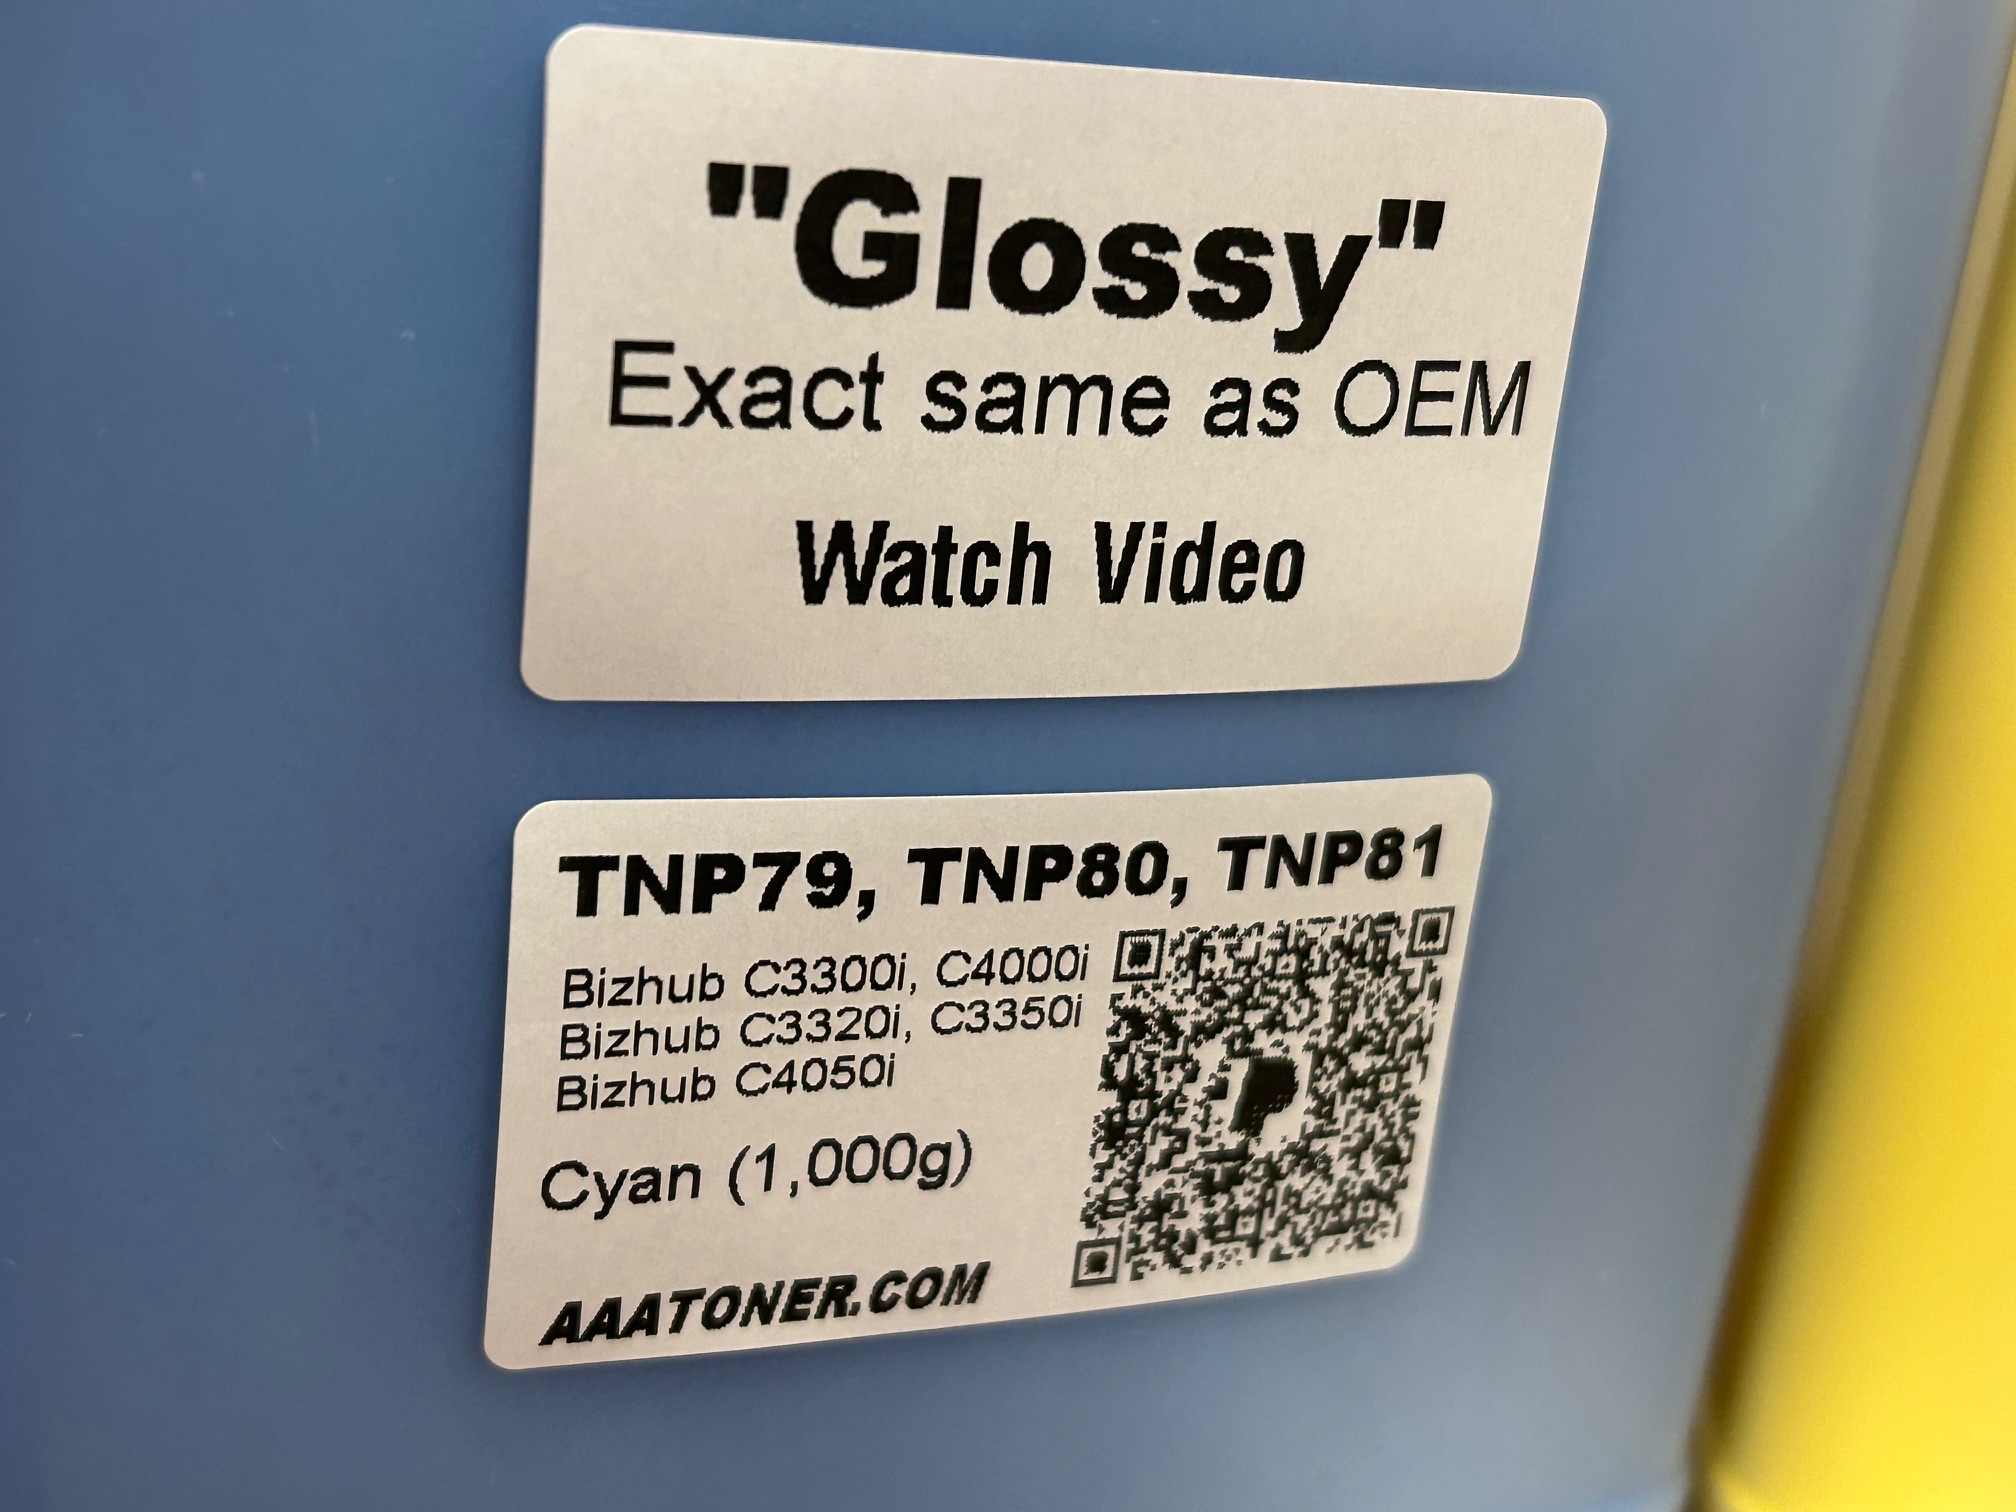 "Glossy"
Exact same as OEM
Watch Video
TNP79, TNP80, TNP81
Bizhub C3300i, C4000i
Bizhub C3320i, C3350i
Bizhub C4050i
Cyan (1,000g)
AAATONER.COM